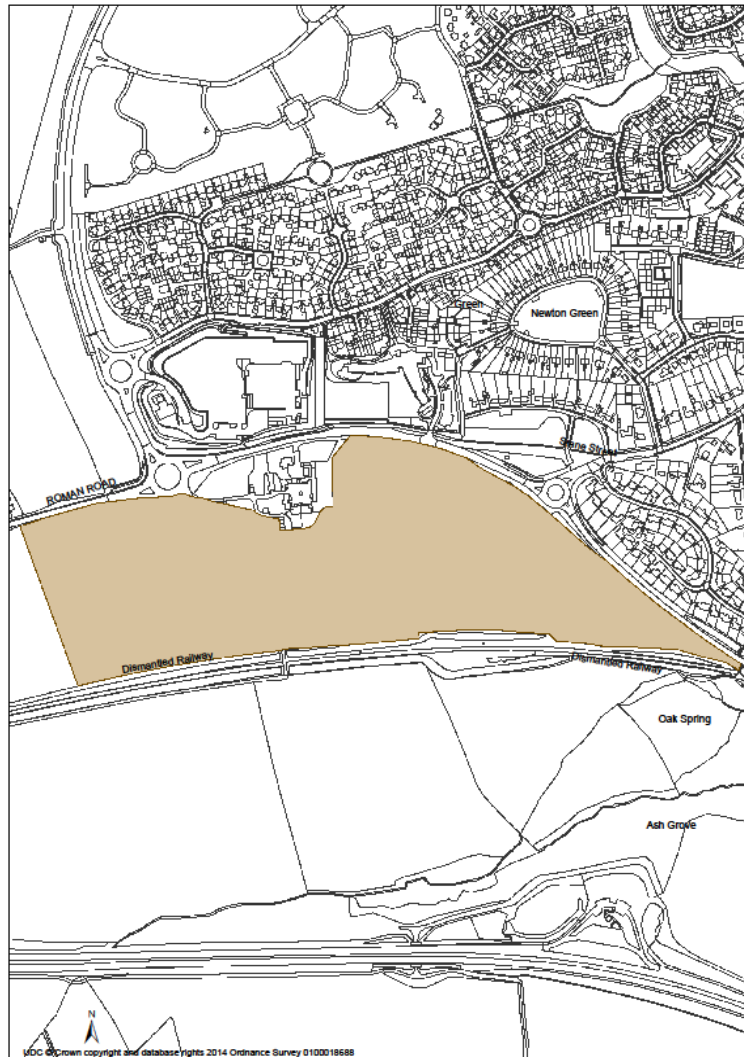 Green
Newton Green
Stane Street
ROMAN ROAD
Dismantled Railway
Dismantled Railway
Oak Spring
Ash Grove
N
UDC © Crown copyright and database rights 2014 Ordnance Survey 0100018688